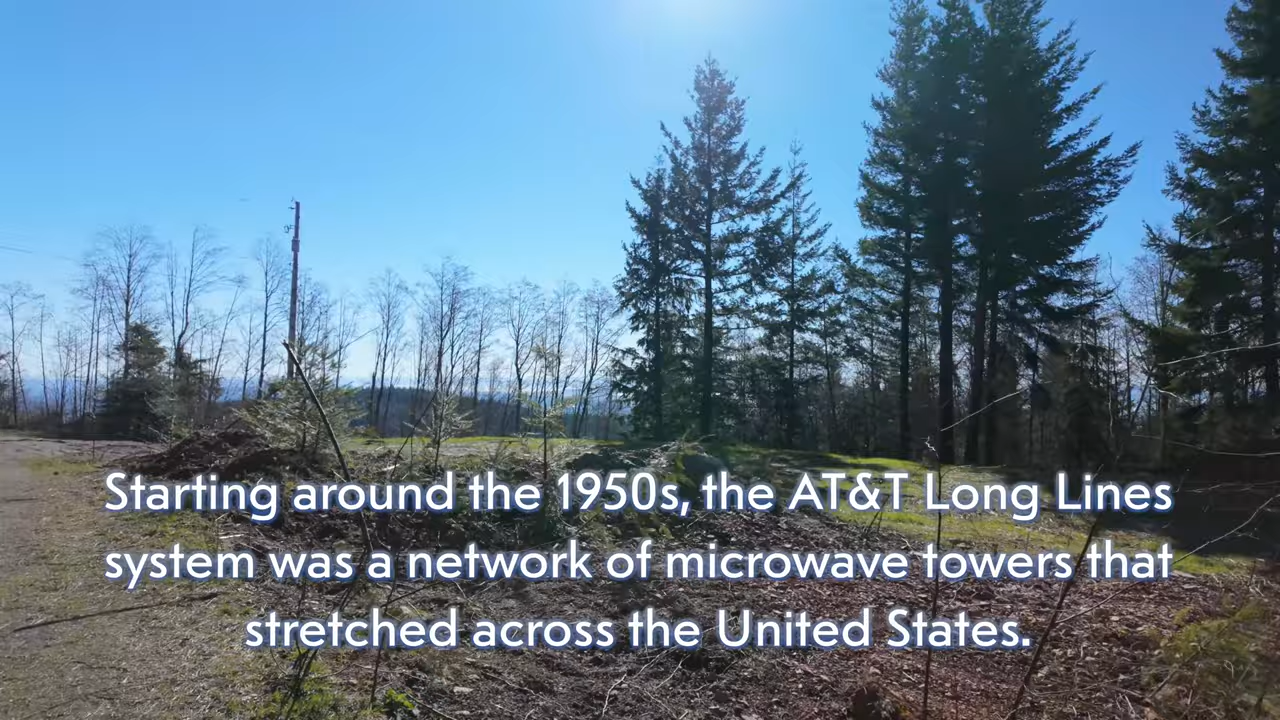 Starting around the 1950s, the AT&T Long Lines
system was a network of microwave towers that
stretched across the United States.